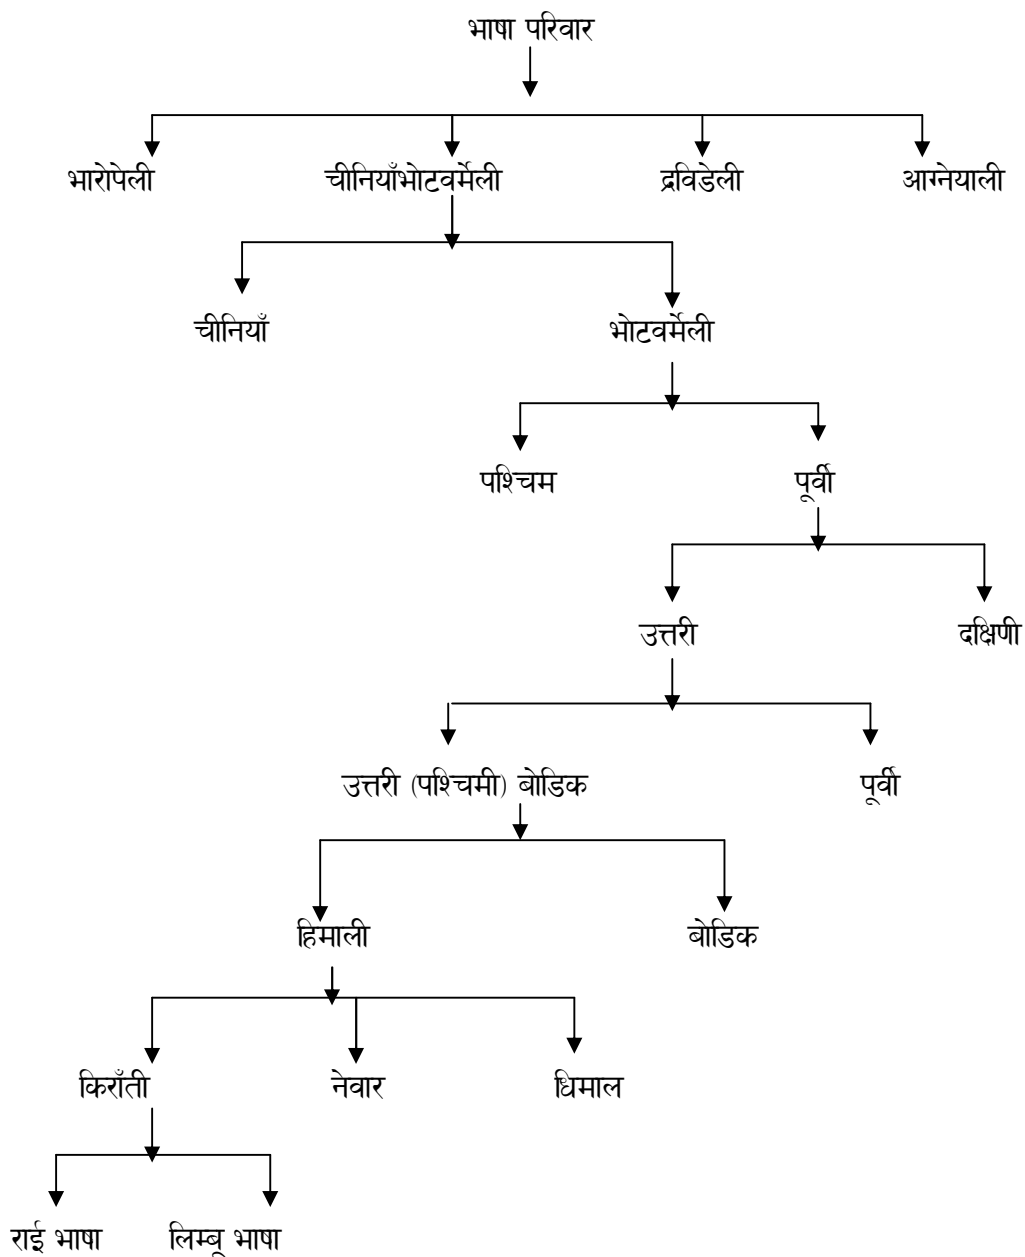 भाषा परिवार
भारोपेली चीनियाँभोटवर्मेली द्रविडेली आग्नेयाली
चीनियाँ भोटवर्मेली
पश्चिम पूर्वी
उत्तरी दक्षिणी
उत्तरी (पश्चिमी) बोडिक पूर्वी
हिमाली बोडिक
किराँती नेवार धिमाल
राई भाषा लिम्बू भाषा